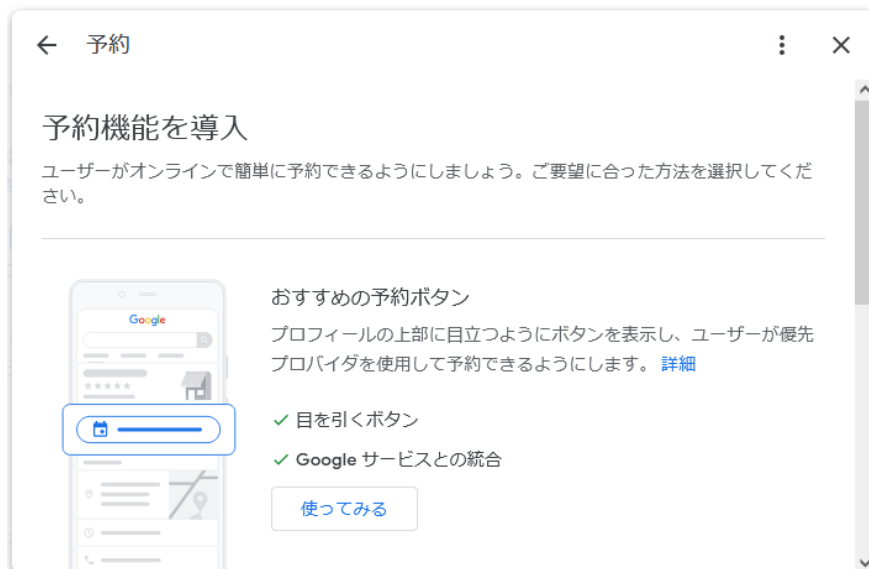 予約
予約機能を導入
ユーザーがオンラインで簡単に予約できるようにしましょう。ご要望に合った方法を選択してくだ
さい。
Google
おすすめの予約ボタン
プロフィールの上部に目立つようにボタンを表示し、ユーザーが優先
プロバイダを使用して予約できるようにします。 詳細
目を引くボタン
Google サービスとの統合
使ってみる